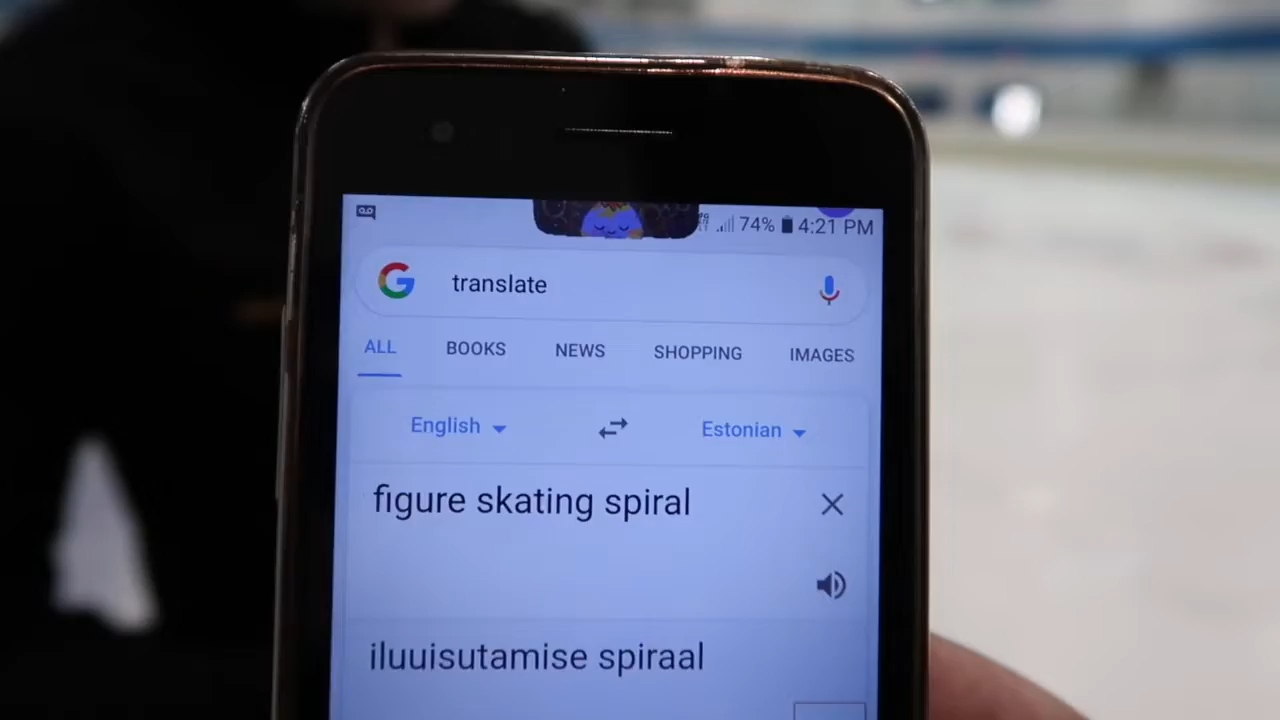 74% 4:21 PM
translate
ALL BOOKS NEWS SHOPPING IMAGES
English Estonian
figure skating spiral
iluuisutamise spiraal